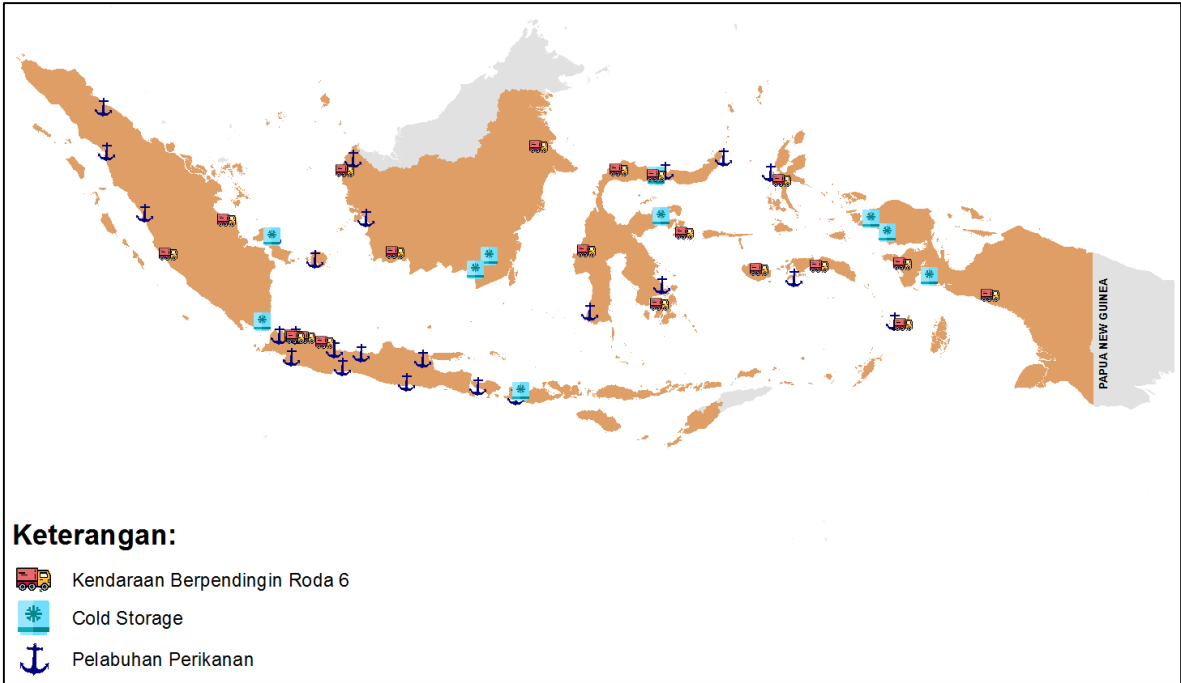 PAPUA NEW GUINEA
Keterangan:
Kendaraan Berpendingin Roda 6
Cold Storage
Pelabuhan Perikanan